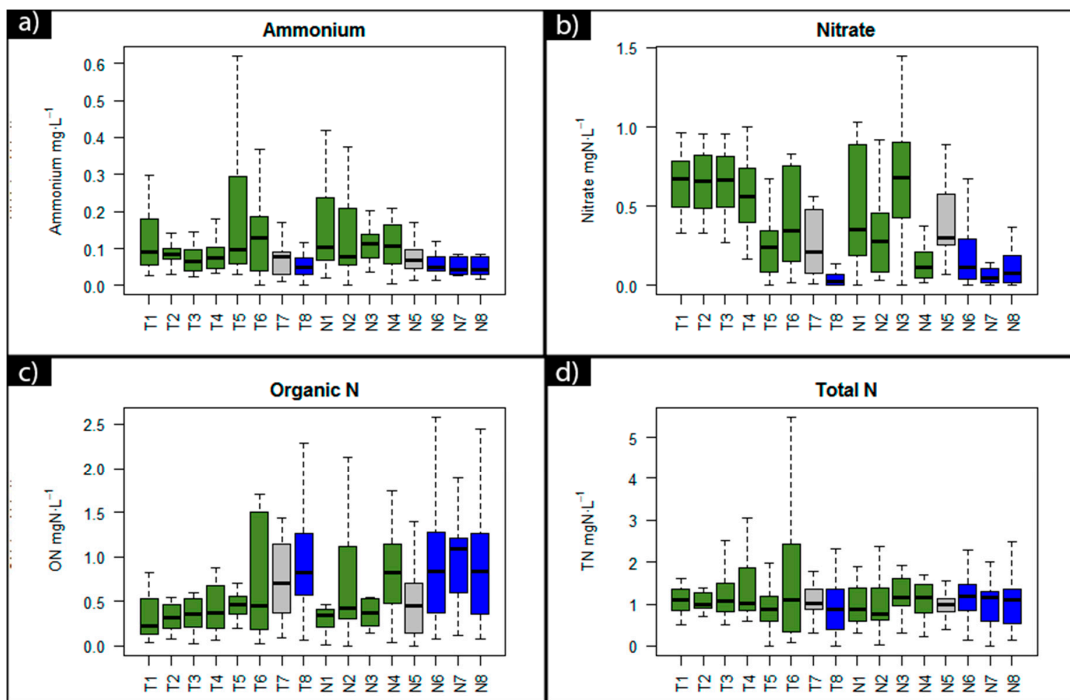 a)
Ammonium
Ammonium mg·L⁻¹
0.6
0.5
0.4
0.3
0.2
0.1
0.0
T1 T2 T3 T4 T5 T6 T7 T8 N1 N2 N3 N4 N5 N6 N7 N8
b)
Nitrate
Nitrate mgN·L⁻¹
1.5
1.0
0.5
0.0
T1 T2 T3 T4 T5 T6 T7 T8 N1 N2 N3 N4 N5 N6 N7 N8
c)
Organic N
ON mgN·L⁻¹
2.5
2.0
1.5
1.0
0.5
0.0
T1 T2 T3 T4 T5 T6 T7 T8 N1 N2 N3 N4 N5 N6 N7 N8
d)
Total N
TN mgN·L⁻¹
5
4
3
2
1
0
T1 T2 T3 T4 T5 T6 T7 T8 N1 N2 N3 N4 N5 N6 N7 N8